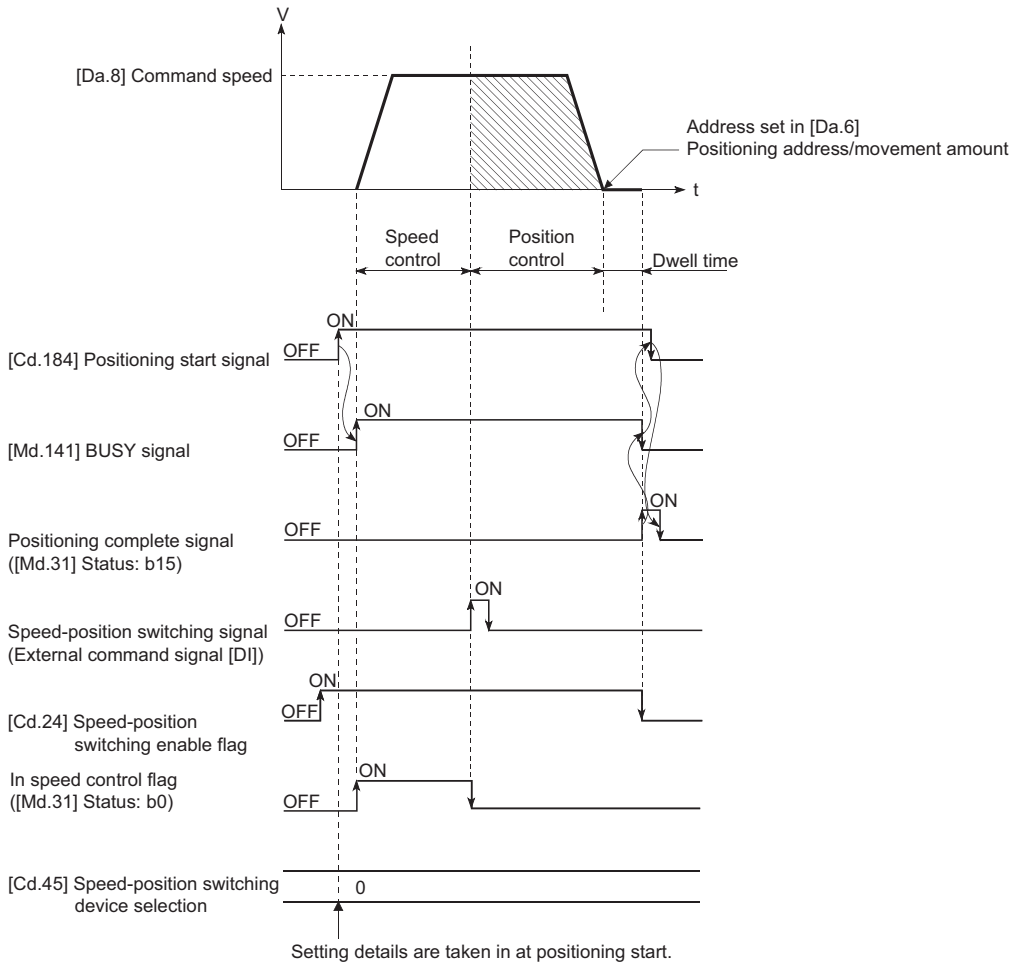 V
[Da.8] Command speed
Address set in [Da.6]
Positioning address/movement amount
t
Speed
control
Position
control
Dwell time
ON
OFF
[Cd.184] Positioning start signal
ON
OFF
[Md.141] BUSY signal
ON
OFF
Positioning complete signal
([Md.31] Status: b15)
ON
OFF
Speed-position switching signal
(External command signal [DI])
ON
OFF
[Cd.24] Speed-position
switching enable flag
ON
In speed control flag
([Md.31] Status: b0)
OFF
[Cd.45] Speed-position switching
device selection
0
Setting details are taken in at positioning start.